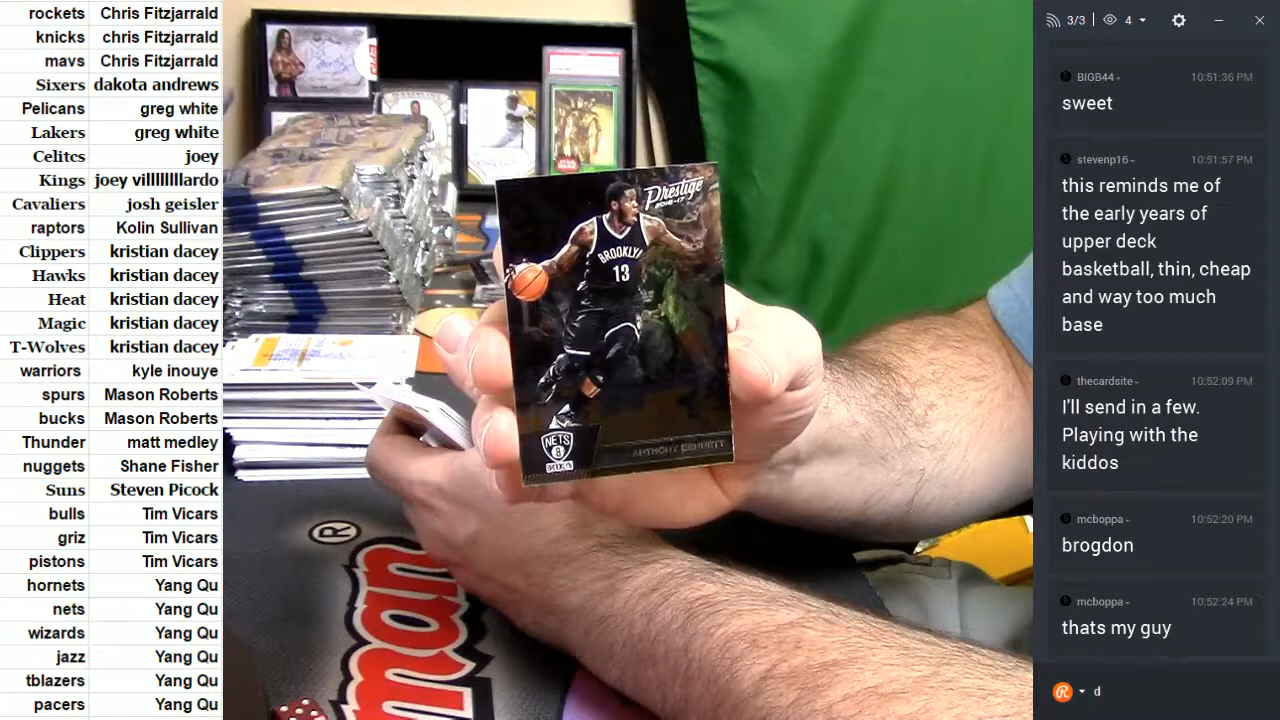 rockets Chris Fitzjarrald
knicks chris Fitzjarrald
mavs Chris Fitzjarrald
Sixers dakota andrews
Pelicans greg white
Lakers greg white
Celitcs joey
Kings joey villlllllardo
Cavaliers josh geisler
raptors Kolin Sullivan
Clippers kristian dacey
Hawks kristian dacey
Heat kristian dacey
Magic kristian dacey
T-Wolves kristian dacey
warriors kyle inouye
spurs Mason Roberts
bucks Mason Roberts
Thunder matt medley
nuggets Shane Fisher
Suns Steven Picock
bulls Tim Vicars
griz Tim Vicars
pistons Tim Vicars
hornets Yang Qu
nets Yang Qu
wizards Yang Qu
jazz Yang Qu
tblazers Yang Qu
pacers Yang Qu
Prestige
2016-17
BROOKLYN
13
NETS
B
ANTHONY BENNETT
®
man
3/3
4
BIGB44
10:51:36 PM
sweet
stevenp16
10:51:57 PM
this reminds me of
the early years of
upper deck
basketball, thin, cheap
and way too much
base
thecardsite
10:52:09 PM
I'll send in a few.
Playing with the
kiddos
mcboppa
10:52:20 PM
brogdon
mcboppa
10:52:24 PM
thats my guy
d